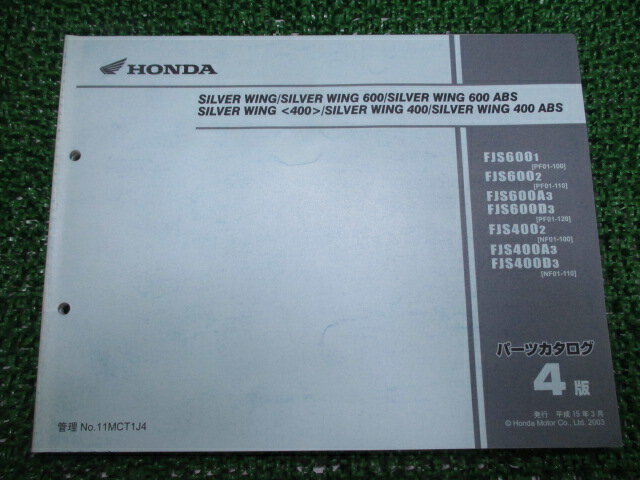 HONDA
SILVER WING/SILVER WING 600/SILVER WING 600 ABS
SILVER WING <400>/SILVER WING 400/SILVER WING 400 ABS
FJS6001
[PF01-100]
FJS6002
[PF01-110]
FJS600A3
FJS600D3
[PF01-120]
FJS4002
[NF01-100]
FJS400A3
FJS400D3
[NF01-110]
パーツカタログ
4版
発行 平成15年3月
© Honda Motor Co., Ltd. 2003
管理 No.11MCT1J4